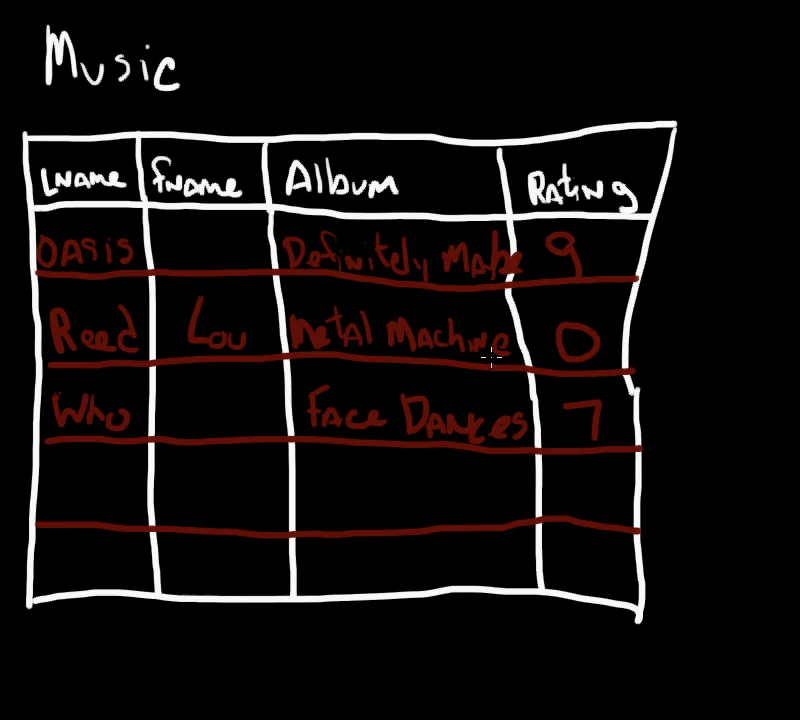 Music
LNAME FNAME Album Rating
OASiS Definitely Maybe 9
Reed Lou Metal Machine 0
Who FACE DANCES 7